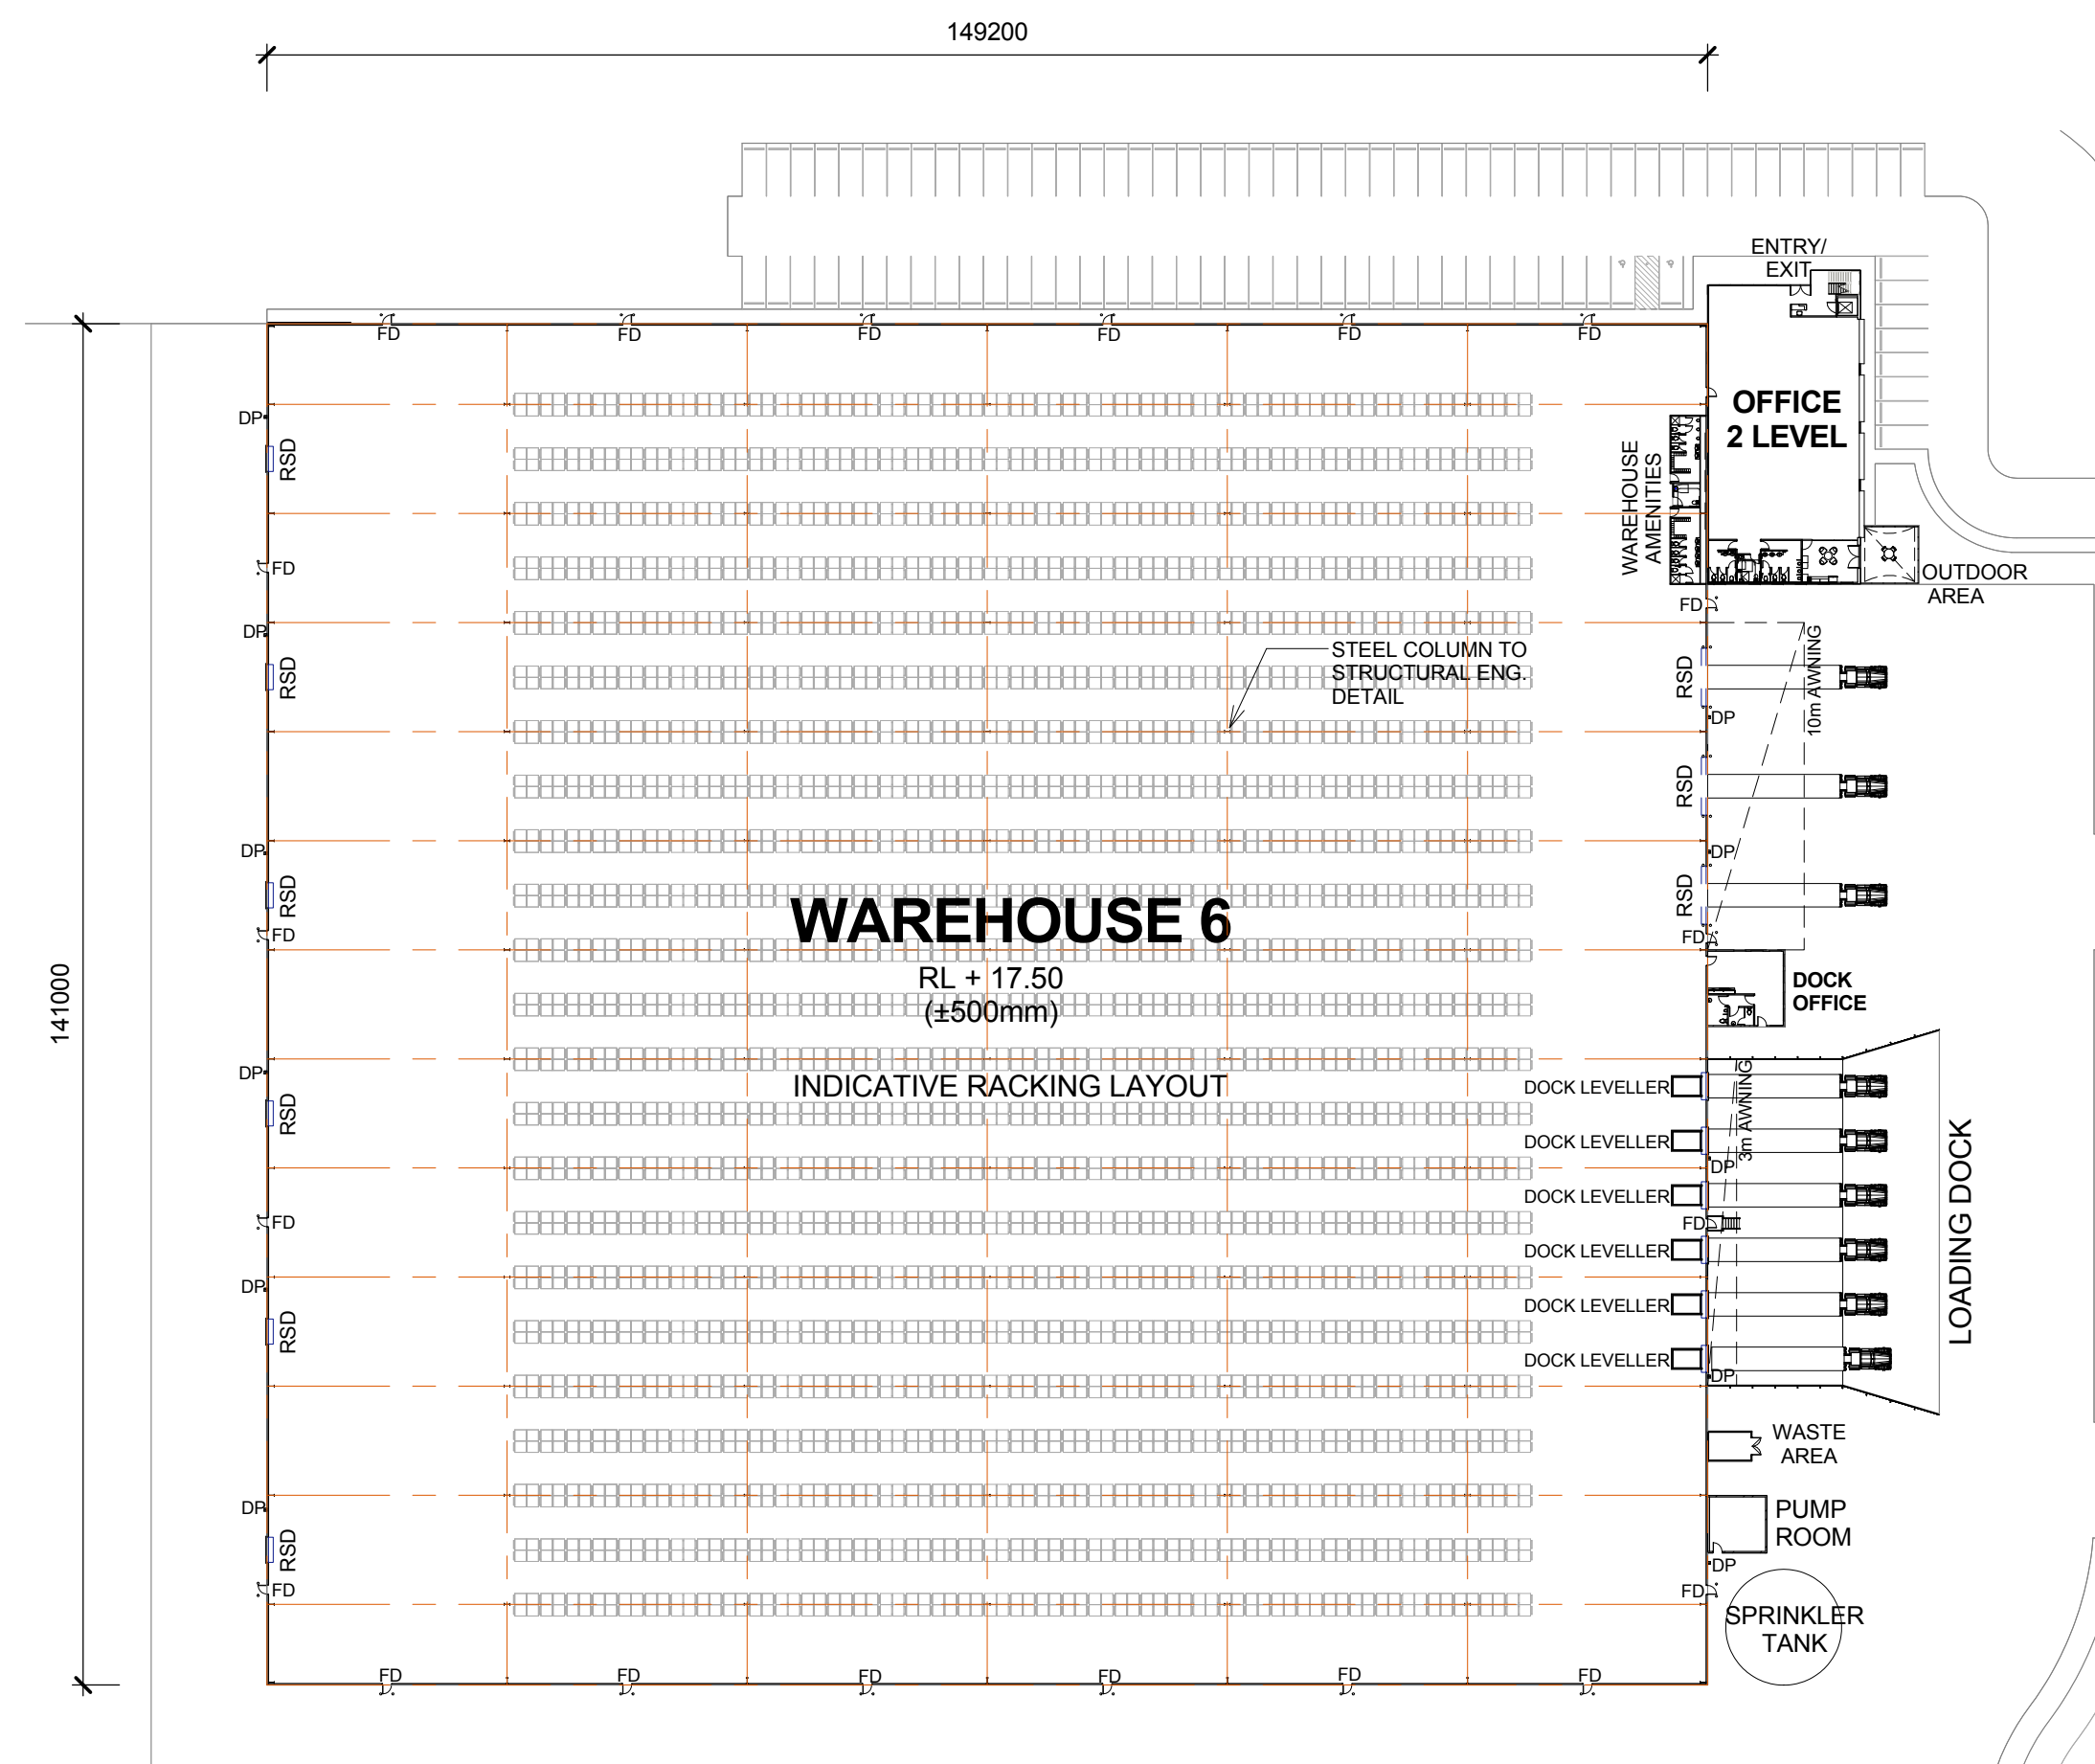 149200
ENTRY/
EXIT
FD
FD
FD
FD
FD
FD
OFFICE
2 LEVEL
DP
RSD
WAREHOUSE
AMENITIES
FD
OUTDOOR
AREA
FD
DP
10m AWNING
STEEL COLUMN TO
STRUCTURAL ENG.
DETAIL
RSD
RSD
DP
RSD
DP
DP
RSD
RSD
WAREHOUSE 6
FD
FD
RL + 17.50
(±500mm)
DOCK
OFFICE
141000
DP
INDICATIVE RACKING LAYOUT
DOCK LEVELLER
3m AWNING
RSD
DOCK LEVELLER
DP
DOCK LEVELLER
LOADING DOCK
FD
FD
DOCK LEVELLER
DP
DOCK LEVELLER
RSD
DOCK LEVELLER
DP
WASTE
AREA
DP
PUMP
ROOM
RSD
DP
FD
FD
SPRINKLER
TANK
FD
FD
FD
FD
FD
FD